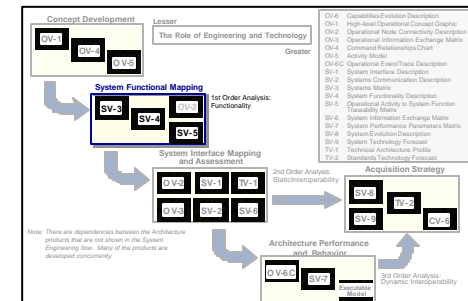 Concept Development
OV-1
OV-4
OV-5
Lesser
The Role of Engineering and Technology
Greater
OV-6 Capabilities Evolution Description
OV-1 High-level Operational Concept Graphic
OV-2 Operational Node Connectivity Description
OV-3 Operational Information Exchange Matrix
OV-4 Command Relationships Chart
OV-5 Activity Model
OV-6C Operational Event/Trace Description
SV-1 System Interface Description
SV-2 Systems Communication Description
SV-3 Systems Matrix
SV-4 System Functionality Description
SV-5 Operational Activity to System Function
Traceability Matrix
SV-6 System Information Exchange Matrix
SV-7 System Performance Parameters Matrix
SV-8 System Evolution Description
SV-9 System Technology Forecast
TV-1 Technical Architecture Profile
TV-2 Standards Technology Forecast
System Functional Mapping
SV-3
SV-4
OV-3
SV-5
1st Order Analysis:
Functionality
System Interface Mapping
and Assessment
OV-2 SV-1 TV-1
OV-3 SV-2 SV-6
2nd Order Analysis:
Static Interoperability
Acquisition Strategy
SV-8
TV-2
SV-9
CV-6
Note: There are dependencies between the Architecture
products that are not shown in the System
Engineering flow. Many of the products are
developed concurrently.
Architecture Performance
and Behavior
OV-6C
SV-7
Executable
Model
3rd Order Analysis:
Dynamic Interoperability